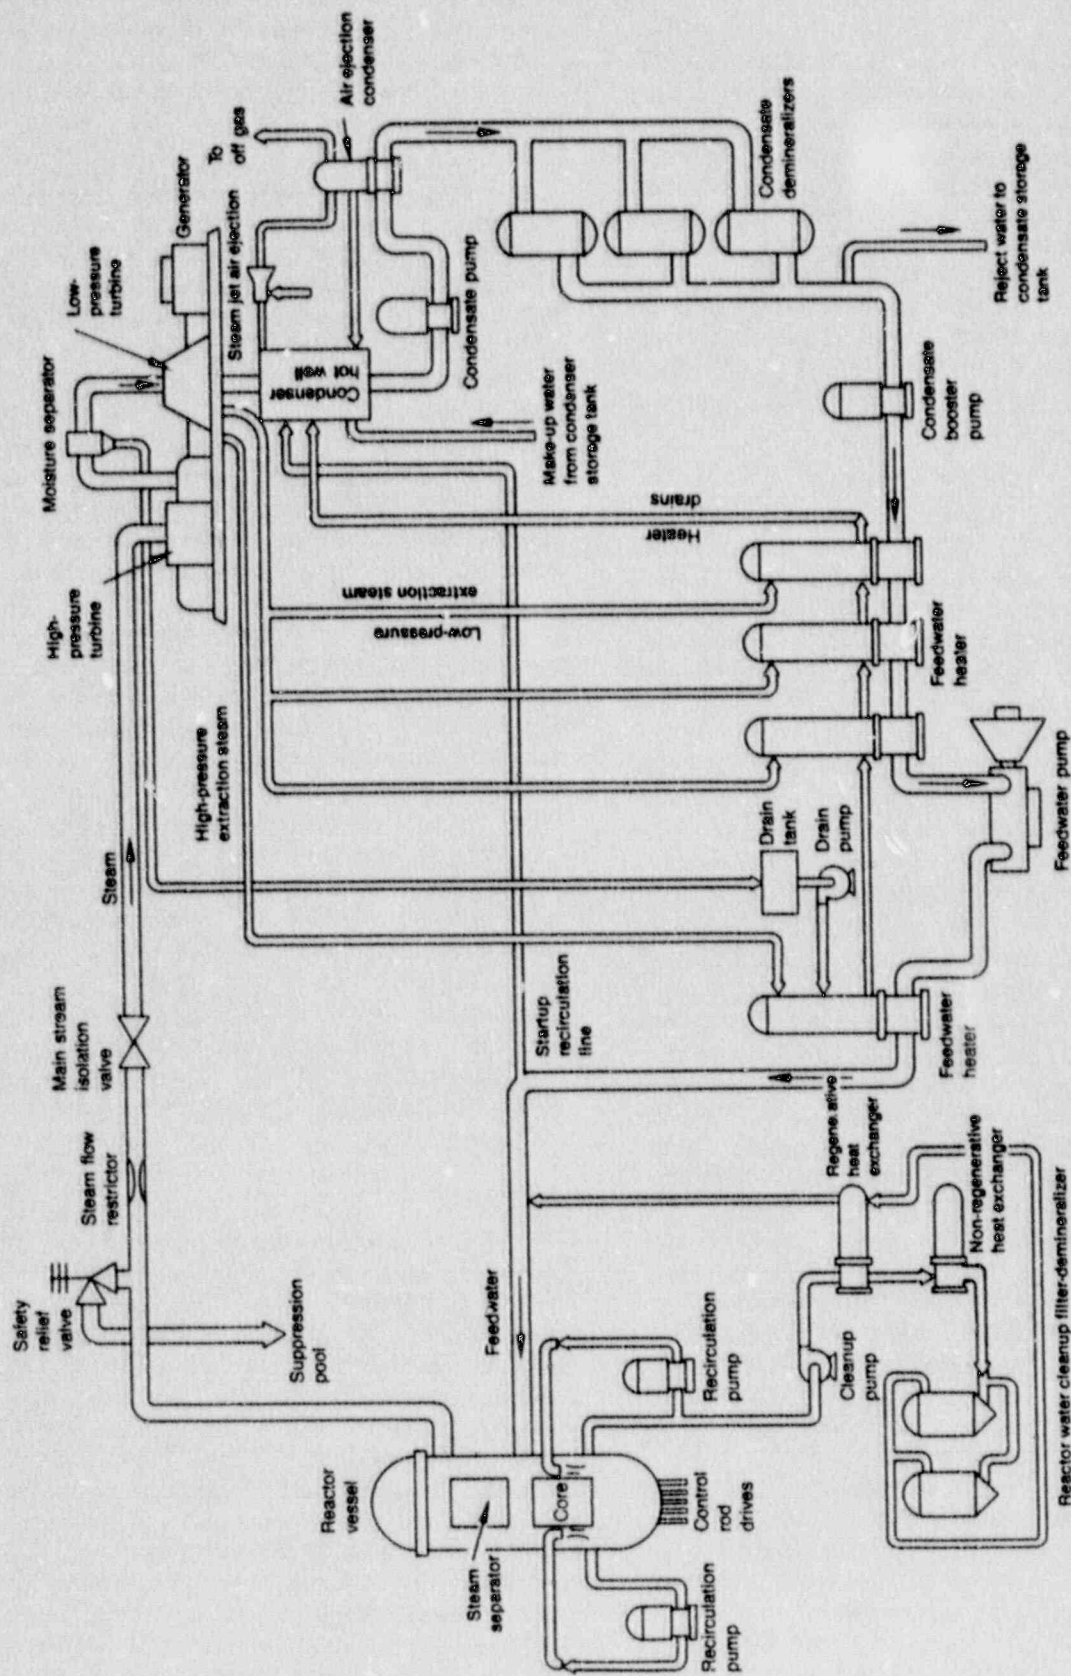 Safety
relief
valve
Steam flow
restrictor
Main stream
isolation
valve
Steam
High-
pressure
turbine
Moisture separator
Low-
pressure
turbine
Generator
To
off gas
Air ejection
condenser
Steam jet air ejection
Suppression
pool
High-pressure
extraction steam
Condenser
hot well
Condensate pump
Reactor
vessel
Steam
separator
Core
Control
rod
drives
Recirculation
pump
Recirculation
pump
Feedwater
Startup
recirculation
line
Low-pressure
extraction steam
Heater
drains
Make-up water
from condenser
storage tank
Condensate
demineralizers
Reject water to
condensate storage
tank
Condensate
booster
pump
Feedwater
heater
Drain
tank
Drain
pump
Feedwater pump
Feedwater
heater
Cleanup
pump
Regene ative
heat
exchanger
Non-regenerative
heat exchanger
Reactor water cleanup filter-demineralizer